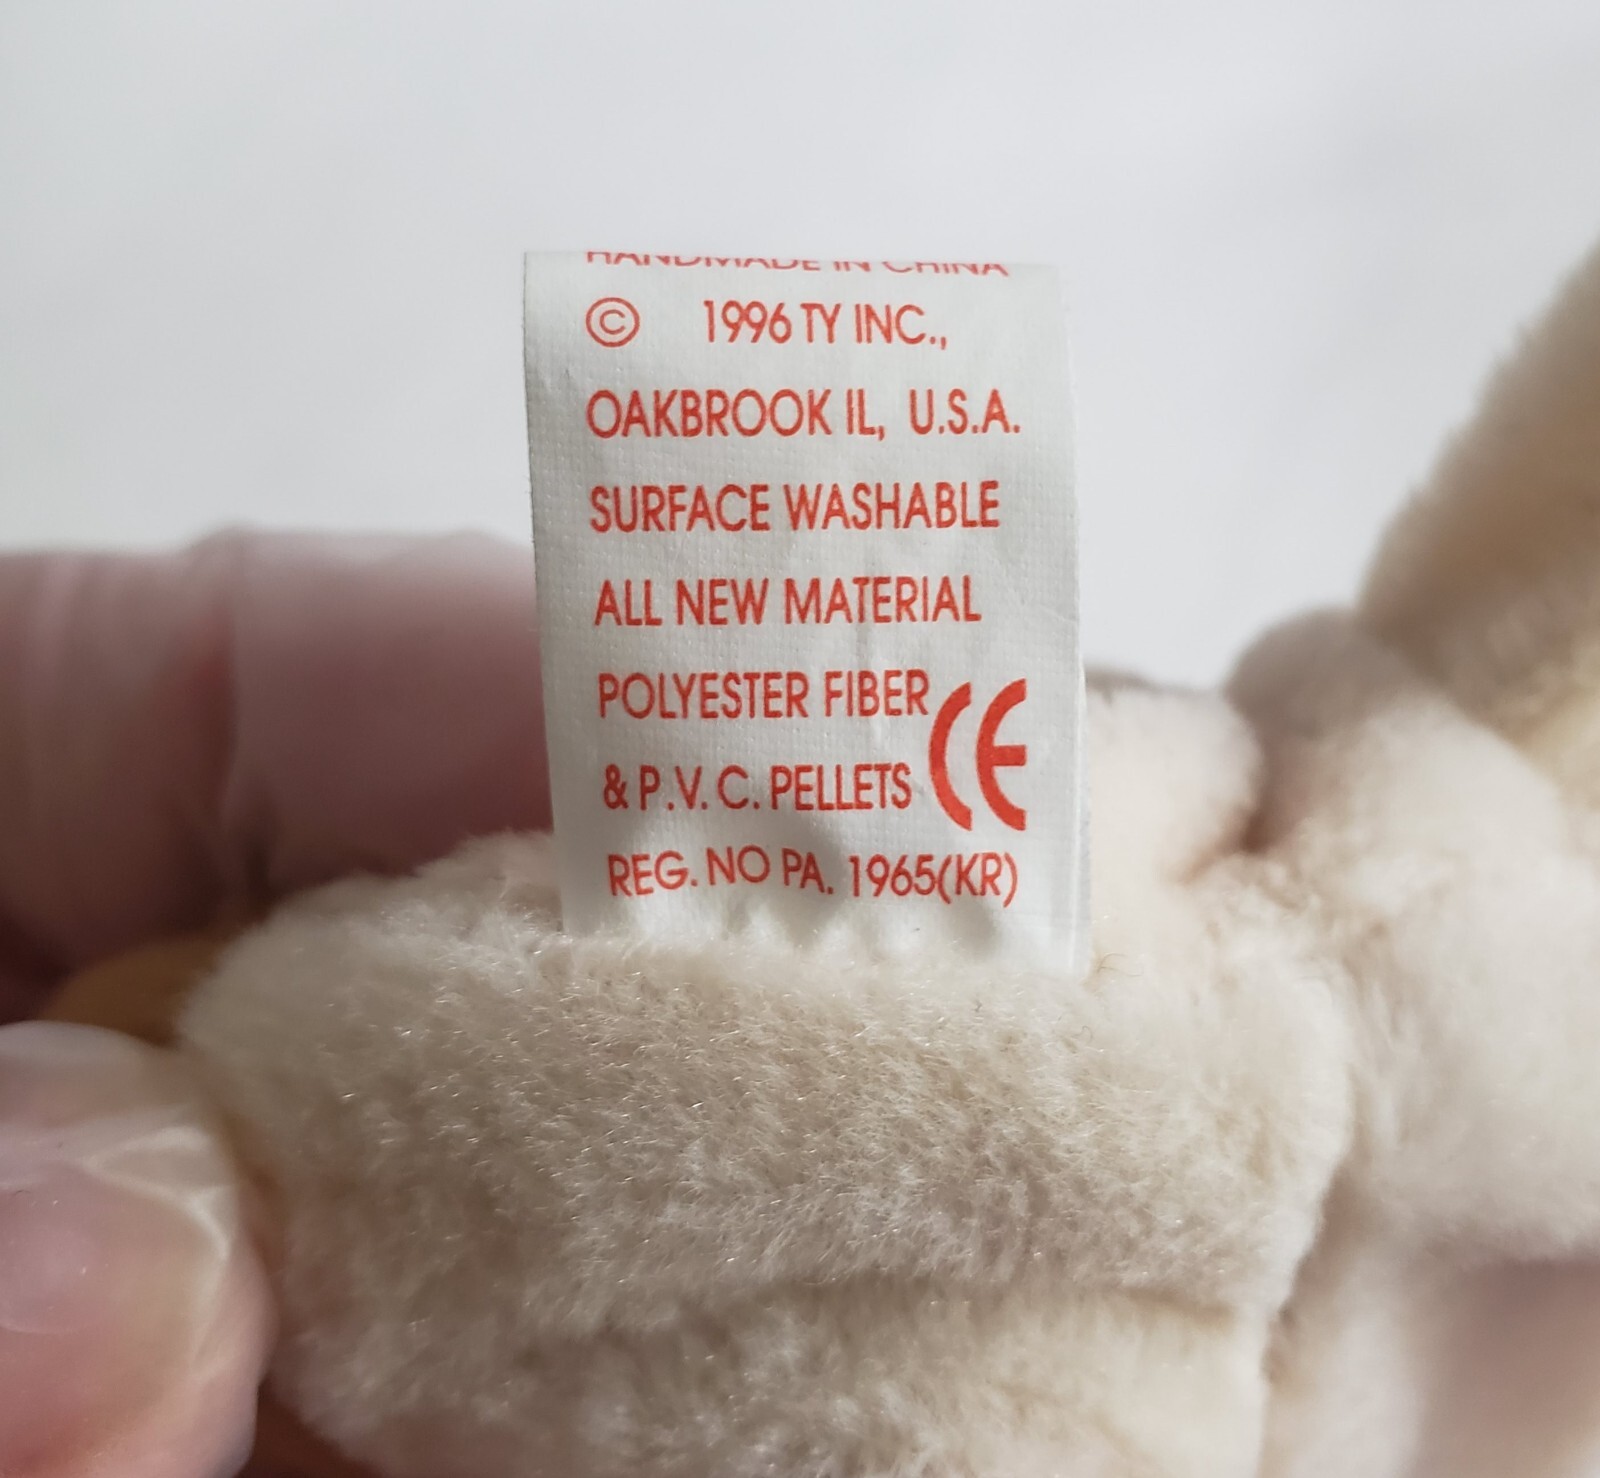 HANDMADE IN CHINA
© 1996 TY INC.,
OAKBROOK IL, U.S.A.
SURFACE WASHABLE
ALL NEW MATERIAL
POLYESTER FIBER
& P.V.C. PELLETS CE
REG. NO PA. 1965(KR)